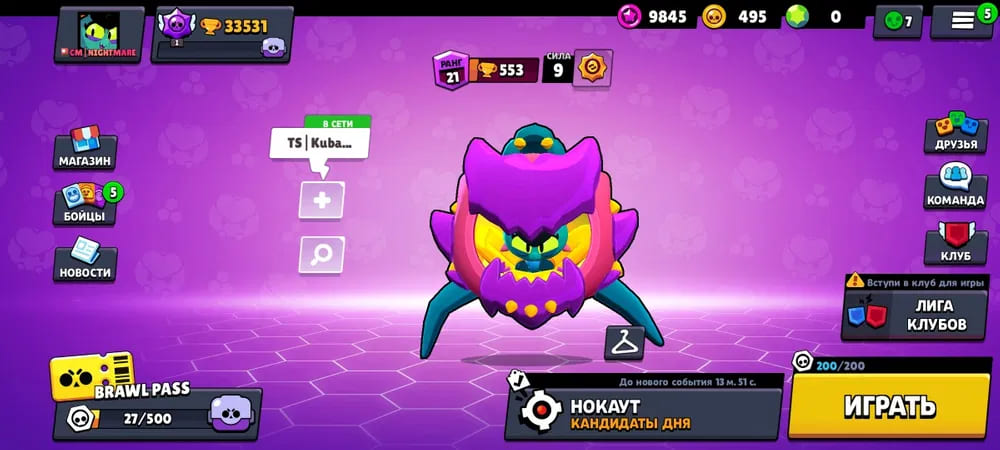 CM | NIGHTMARE
1
33531
9845
495
0
7
5
РАНГ
21
553
СИЛА
9
В СЕТИ
TS | Kuba...
МАГАЗИН
БОЙЦЫ
5
НОВОСТИ
ДРУЗЬЯ
КОМАНДА
КЛУБ
Вступи в клуб для игры
ЛИГА
КЛУБОВ
BRAWL PASS
27/500
До нового события 13 м. 51 с.
НОКАУТ
КАНДИДАТЫ ДНЯ
200/200
ИГРАТЬ